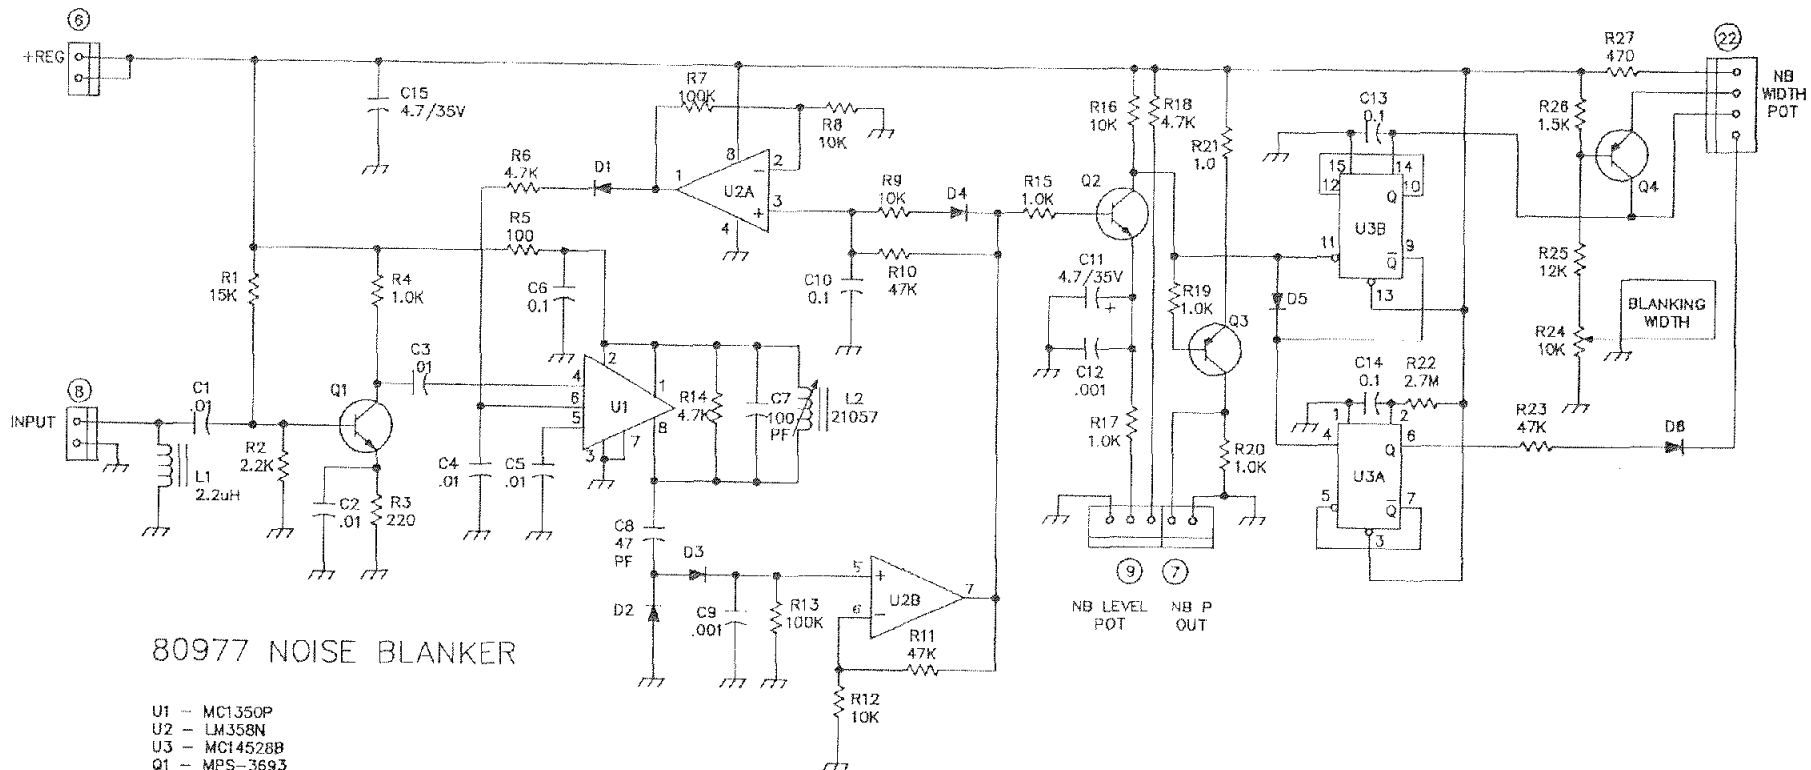 6
+REG
C15
4.7/35V
R7
100K
R8
10K
R6
4.7K
D1
1
8
2
U2A
3
4
R9
10K
D4
R10
47K
C10
0.1
R5
100
C6
0.1
R1
15K
R4
1.0K
C3
.01
8
INPUT
C1
.01
L1
2.2uH
R2
2.2K
Q1
C2
.01
R3
220
C4
.01
C5
.01
4
6
5
2
U1
1
8
3
7
R14
4.7K
C7
100
PF
L2
21057
C8
47
PF
D3
D2
C9
.001
R13
100K
5
6
U2B
7
R11
47K
R12
10K
R15
1.0K
Q2
R16
10K
R18
4.7K
R21
1.0
C11
4.7/35V
C12
.001
R17
1.0K
R19
1.0K
Q3
R20
1.0K
9
7
NB LEVEL
POT
NB P
OUT
C13
0.1
15
14
12
10
Q
U3B
11
9
Q
13
D5
C14
0.1
R22
2.7M
1
2
4
6
Q
U3A
5
7
Q
3
R23
47K
D6
R27
470
R26
1.5K
Q4
R25
12K
R24
10K
BLANKING
WIDTH
22
NB
WIDTH
POT
80977 NOISE BLANKER
U1 - MC1350P
U2 - LM358N
U3 - MC14528B
Q1 - MPS-3693